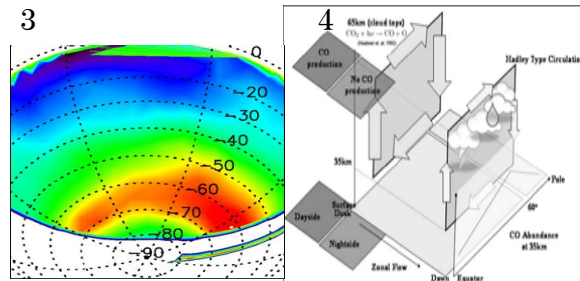 3
0
-20
-30
-40
-50
-60
-70
-80
-90
4
65km (cloud tops)
CO₂ + hν → CO + O
CO
production
No CO
production
Hadley Type Circulation
35km
Pole
60°
Dayside
Surface
Dusk
Nightside
CO Abundance
at 35km
Zonal Flow
Dawn
Equator